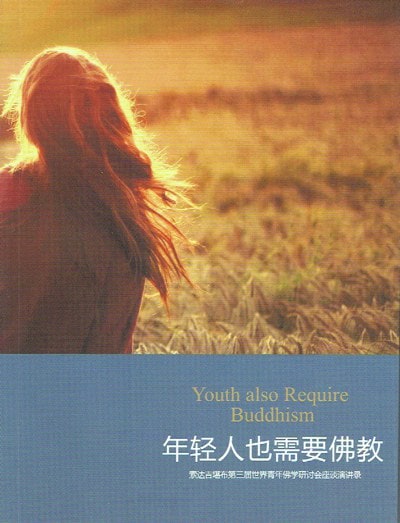 Youth also Require
Buddhism
年轻人也需要佛教
索达吉堪布第三届世界青年佛学研讨会座谈演讲录